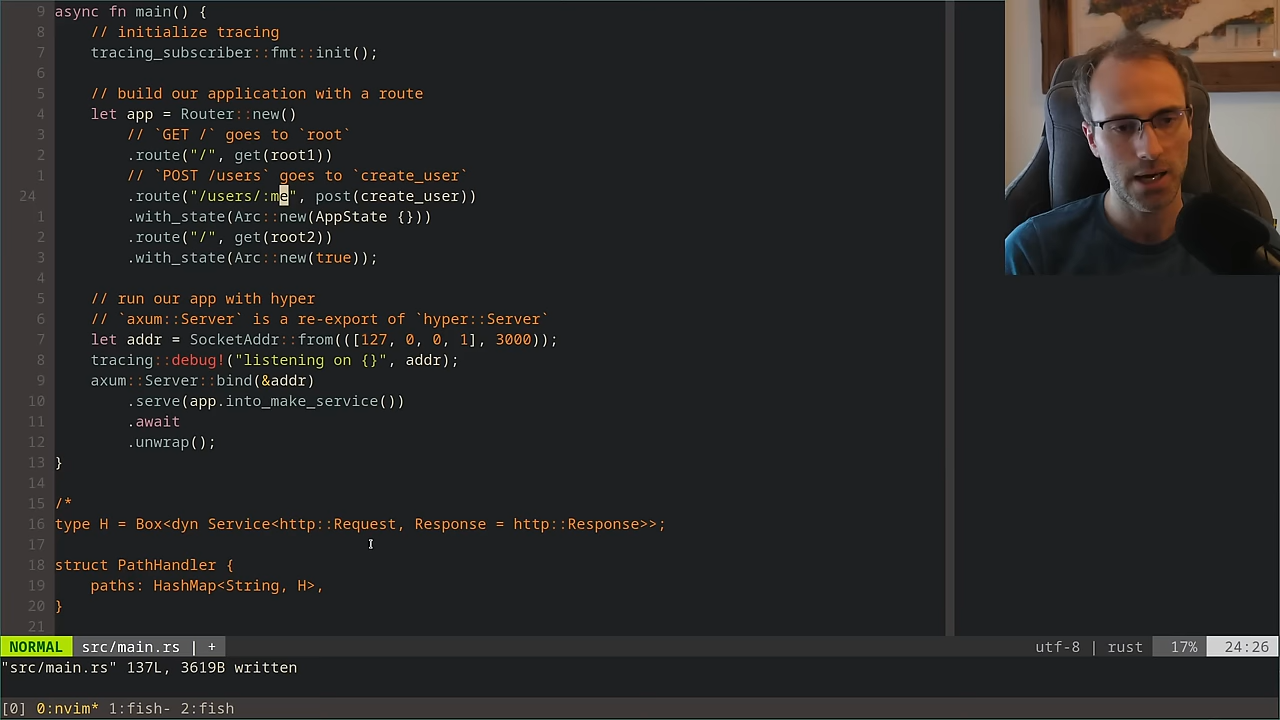 9 async fn main() {
8     // initialize tracing
7     tracing_subscriber::fmt::init();
6
5     // build our application with a route
4     let app = Router::new()
3         // `GET /` goes to `root`
2         .route("/", get(root1))
1         // `POST /users` goes to `create_user`
24         .route("/users/:me", post(create_user))
1         .with_state(Arc::new(AppState {}))
2         .route("/", get(root2))
3         .with_state(Arc::new(true));
4
5     // run our app with hyper
6     // `axum::Server` is a re-export of `hyper::Server`
7     let addr = SocketAddr::from(([127, 0, 0, 1], 3000));
8     tracing::debug!("listening on {}", addr);
9     axum::Server::bind(&addr)
10         .serve(app.into_make_service())
11         .await
12         .unwrap();
13 }
14
15 /*
16 type H = Box<dyn Service<http::Request, Response = http::Response>>;
17
18 struct PathHandler {
19     paths: HashMap<String, H>,
20 }
21
NORMAL src/main.rs | + utf-8 | rust 17% 24:26
"src/main.rs" 137L, 3619B written
[0] 0:nvim* 1:fish- 2:fish